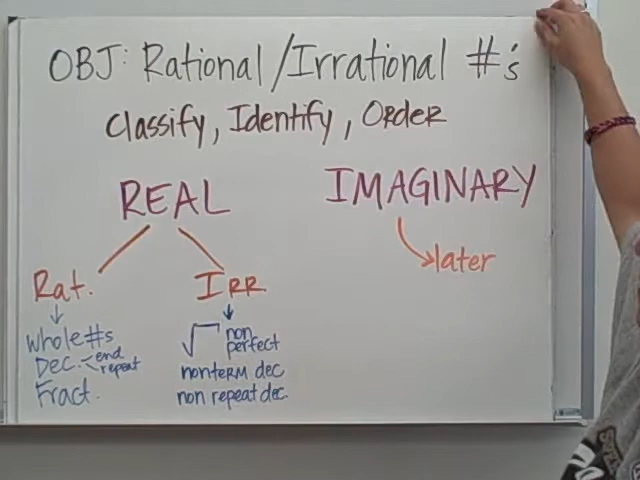 OBJ: Rational/Irrational #'s
Classify, Identify, Order
REAL
IMAGINARY
later
Rat.
Whole #s
Dec. end
repeat
Fract.
IRR
√ non
perfect
nonterm dec
non repeat dec.